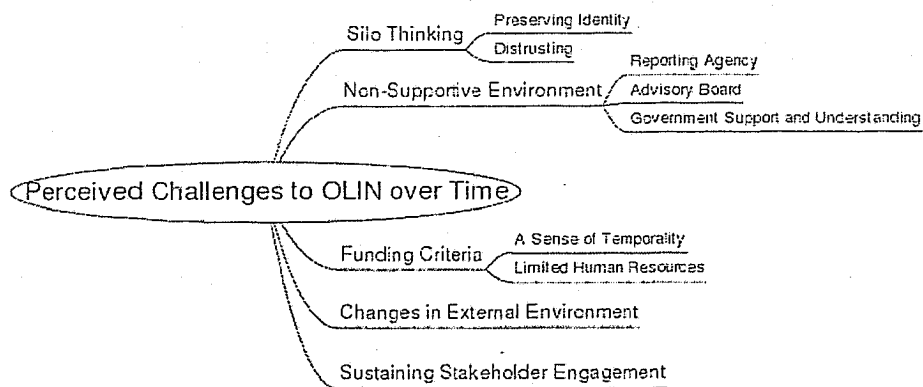 Silo Thinking
Preserving Identity
Distrusting
Non-Supportive Environment
Reporting Agency
Advisory Board
Government Support and Understanding
Perceived Challenges to OLIN over Time
Funding Criteria
A Sense of Temporality
Limited Human Resources
Changes in External Environment
Sustaining Stakeholder Engagement